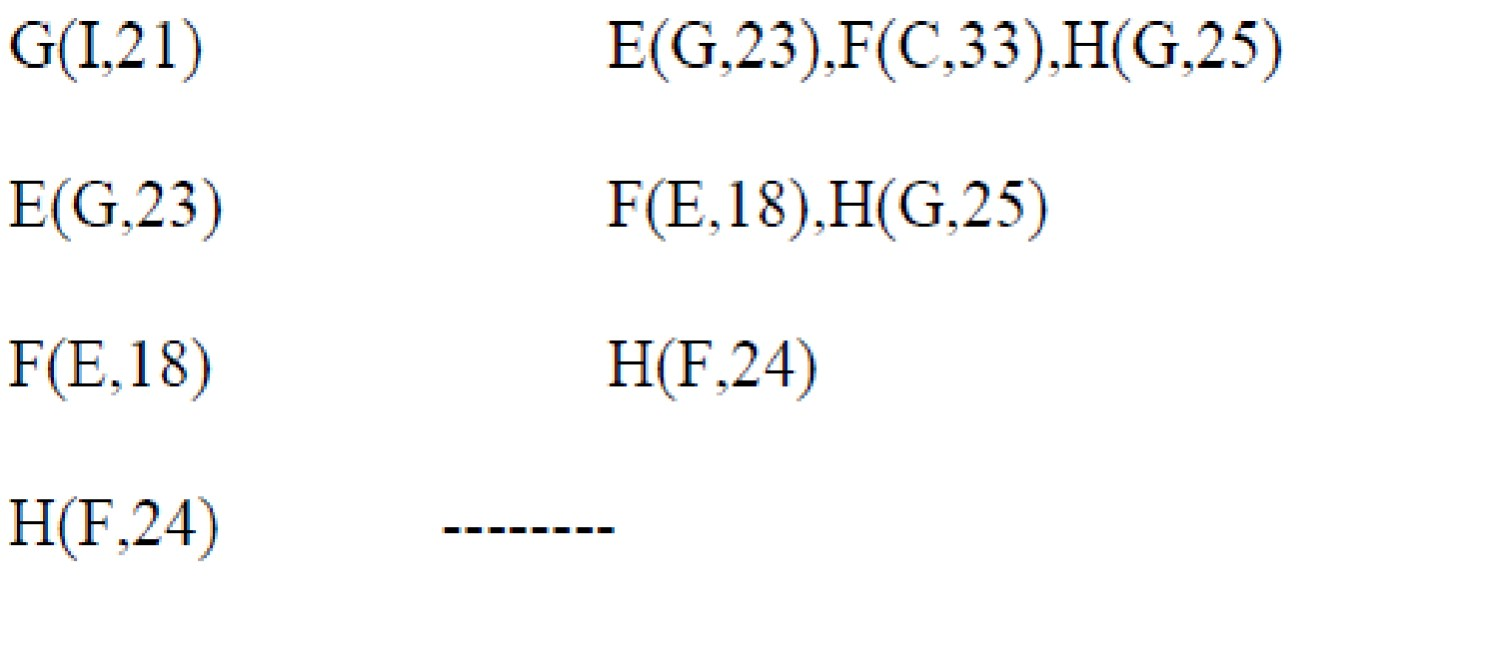 G(I,21) E(G,23),F(C,33),H(G,25)
E(G,23) F(E,18),H(G,25)
F(E,18) H(F,24)
H(F,24) --------